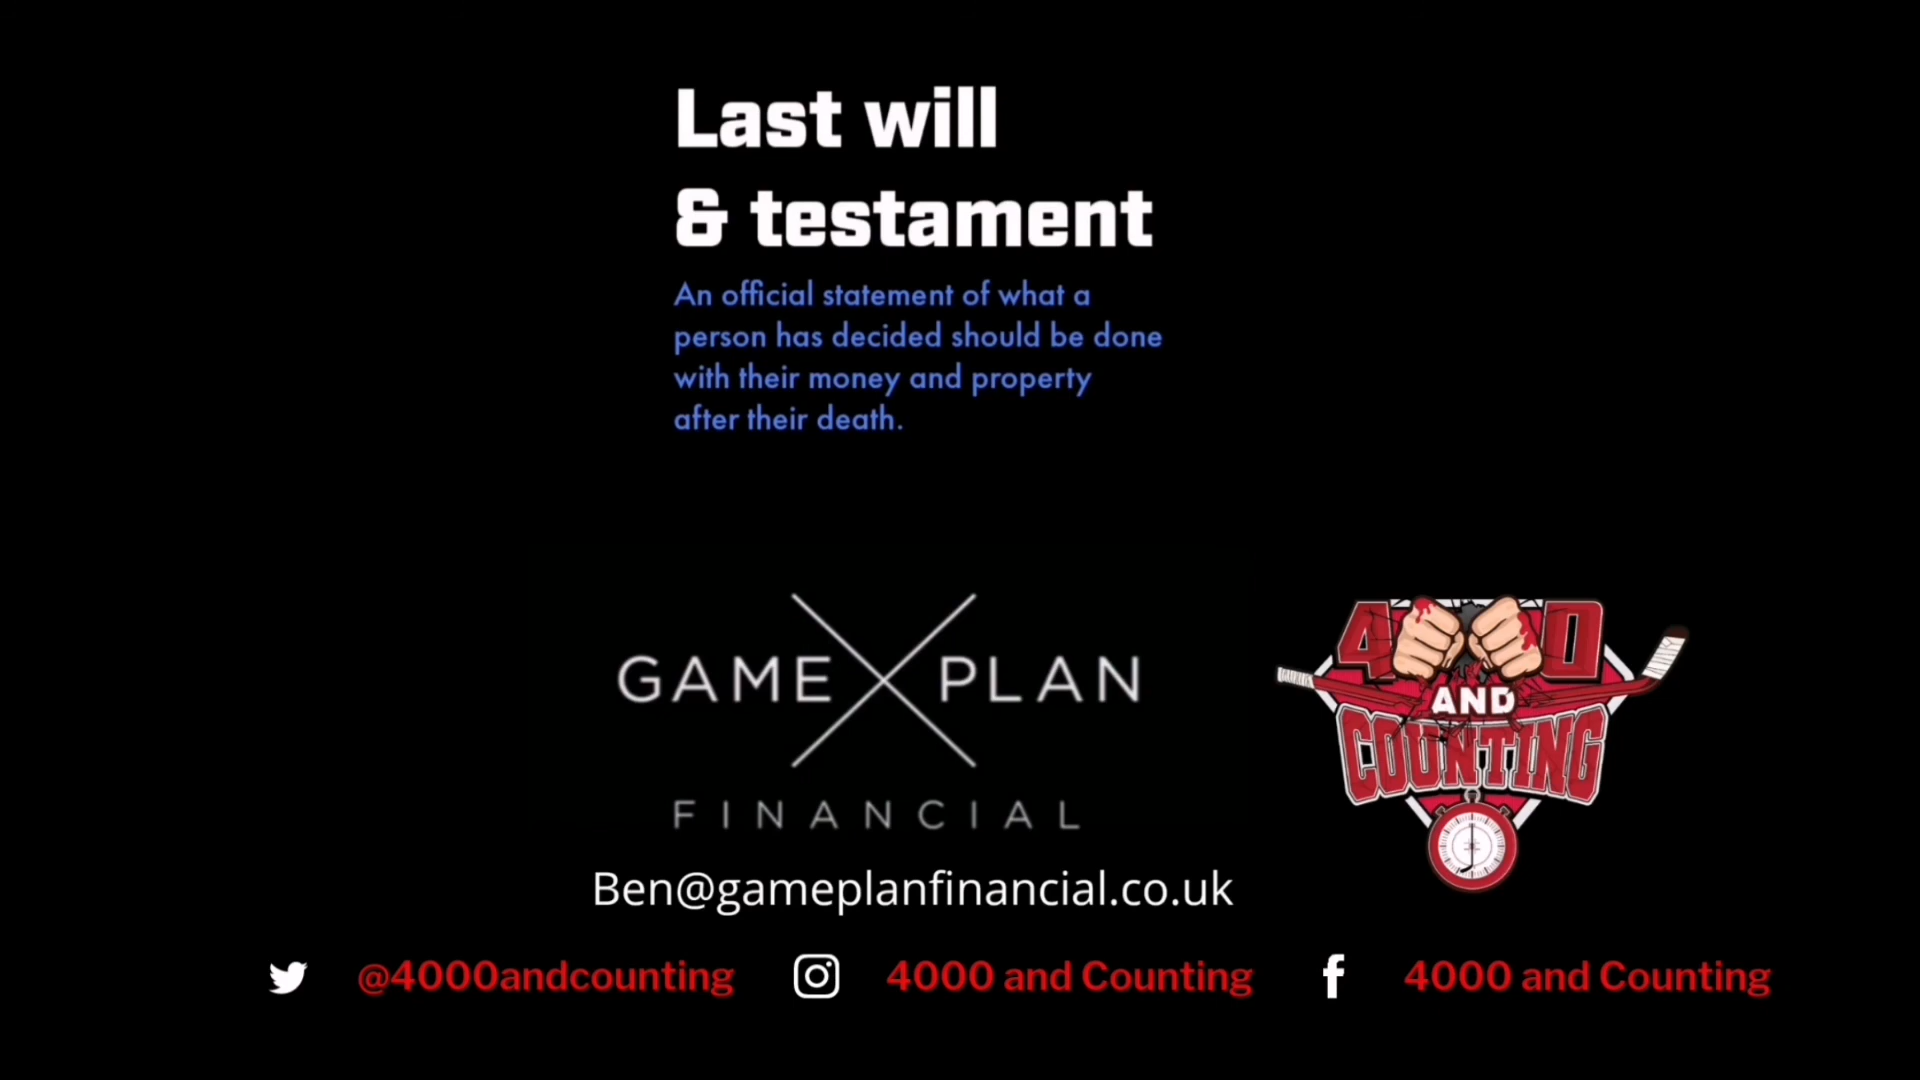 Last will
& testament
An official statement of what a
person has decided should be done
with their money and property
after their death.
GAME PLAN
FINANCIAL
Ben@gameplanfinancial.co.uk
4000
AND
COUNTING
@4000andcounting
4000 and Counting
4000 and Counting